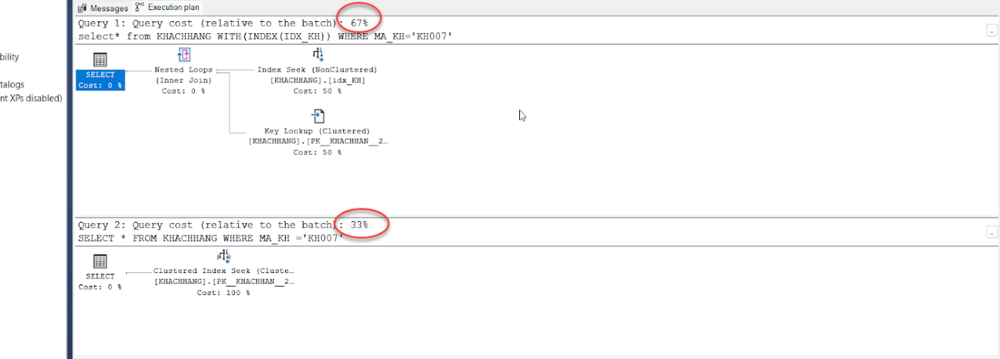 Messages Execution plan
Query 1: Query cost (relative to the batch): 67%
select* from KHACHHANG WITH(INDEX(IDX_KH)) WHERE MA_KH='KH007'
bility
talogs
nt XPs disabled)
SELECT
Cost: 0 %
Nested Loops
(Inner Join)
Cost: 0 %
Index Seek (NonClustered)
[KHACHHANG].[idx_KH]
Cost: 50 %
Key Lookup (Clustered)
[KHACHHANG].[PK__KHACHHAN__2…
Cost: 50 %
Query 2: Query cost (relative to the batch): 33%
SELECT * FROM KHACHHANG WHERE MA_KH ='KH007'
SELECT
Cost: 0 %
Clustered Index Seek (Cluste…
[KHACHHANG].[PK__KHACHHAN__2…
Cost: 100 %